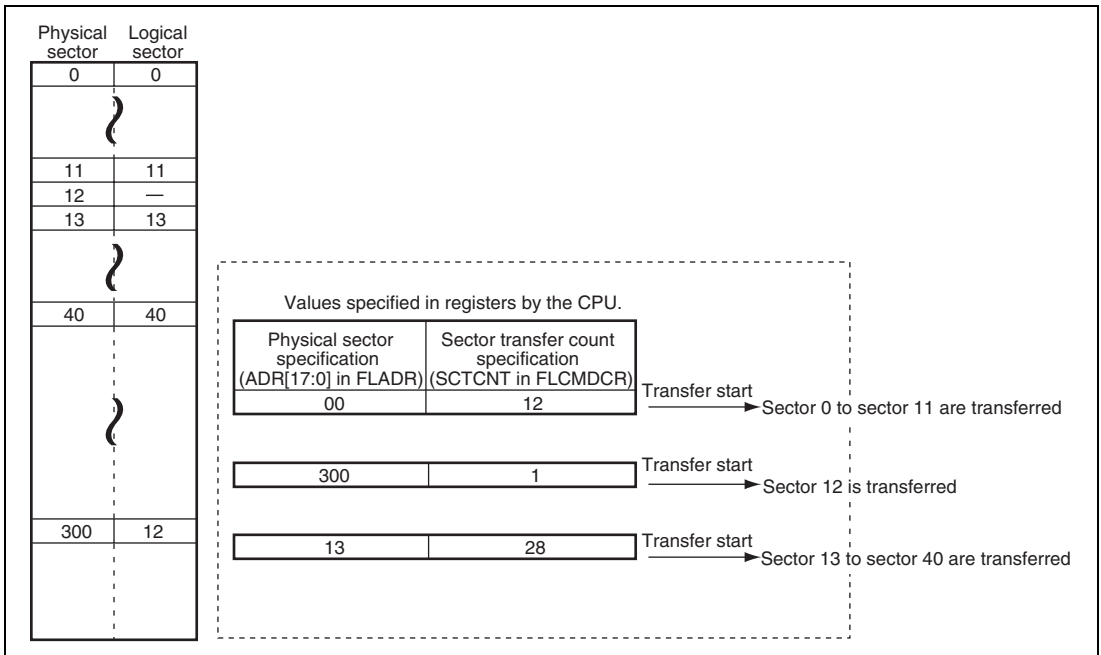 Physical sector Logical sector
0 0
11 11
12 —
13 13
40 40
300 12
Values specified in registers by the CPU.
Physical sector specification (ADR[17:0] in FLADR) Sector transfer count specification (SCTCNT in FLCMDCR)
00 12
Transfer start
Sector 0 to sector 11 are transferred
300 1
Transfer start
Sector 12 is transferred
13 28
Transfer start
Sector 13 to sector 40 are transferred